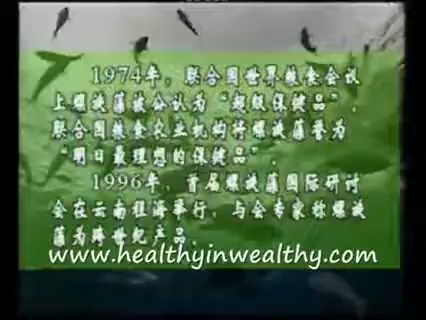 1974年,联合国世界粮食会议
上螺旋藻被公认为“超级保健品”,
联合国粮食农业机构将螺旋藻誉为
“明日最理想的保健品”。
1996年,首届螺旋藻国际研讨
会在云南程海举行,与会专家称螺旋
藻为跨世纪产品。
www.healthyinwealthy.com